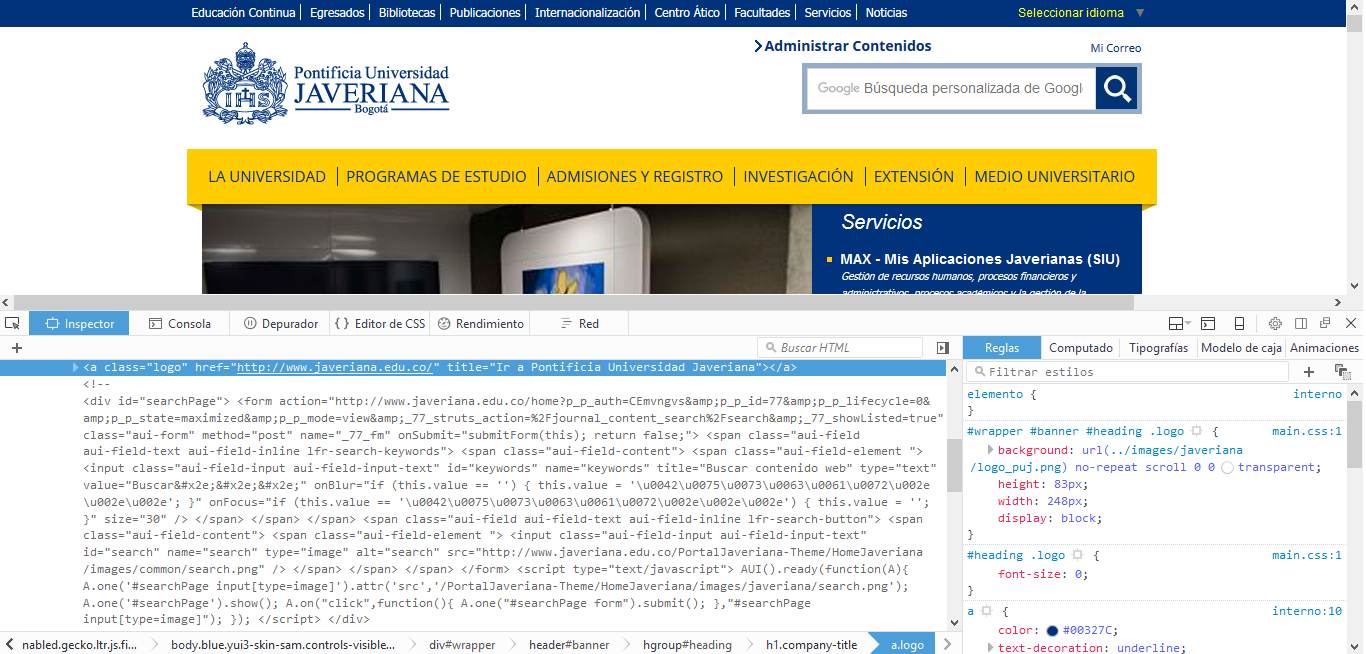 Educación Continua Egresados Bibliotecas Publicaciones Internacionalización Centro Ático Facultades Servicios Noticias Seleccionar idioma ▼
Administrar Contenidos Mi Correo
Pontificia Universidad
JAVERIANA
Bogotá
IHS
Google Búsqueda personalizada de Googl
LA UNIVERSIDAD PROGRAMAS DE ESTUDIO ADMISIONES Y REGISTRO INVESTIGACIÓN EXTENSIÓN MEDIO UNIVERSITARIO
Servicios
MAX - Mis Aplicaciones Javerianas (SIU)
Gestión de recursos humanos, procesos financieros y
administrativos, procesos académicos y la gestión de la
Inspector Consola Depurador { } Editor de CSS Rendimiento Red
+ Buscar HTML
<a class="logo" href="http://www.javeriana.edu.co/" title="Ir a Pontificia Universidad Javeriana"></a>
<!--
<div id="searchPage"> <form action="http://www.javeriana.edu.co/home?p_p_auth=CEmvngvs&amp;p_p_id=77&amp;p_p_lifecycle=0&
amp;p_p_state=maximized&amp;p_p_mode=view&amp;_77_struts_action=%2Fjournal_content_search%2Fsearch&amp;_77_showListed=true"
class="aui-form" method="post" name="_77_fm" onSubmit="submitForm(this); return false;"> <span class="aui-field
aui-field-text aui-field-inline lfr-search-keywords"> <span class="aui-field-content"> <span class="aui-field-element ">
<input class="aui-field-input aui-field-input-text" id="keywords" name="keywords" title="Buscar contenido web" type="text"
value="Buscar&#x2e;&#x2e;&#x2e;" onBlur="if (this.value == '') { this.value = '\u0042\u0075\u0073\u0063\u0061\u0072\u002e
\u002e\u002e'; }" onFocus="if (this.value == '\u0042\u0075\u0073\u0063\u0061\u0072\u002e\u002e\u002e') { this.value = '';
}" size="30" /> </span> </span> </span> <span class="aui-field aui-field-text aui-field-inline lfr-search-button"> <span
class="aui-field-content"> <span class="aui-field-element "> <input class="aui-field-input aui-field-input-text"
id="search" name="search" type="image" alt="search" src="http://www.javeriana.edu.co/PortalJaveriana-Theme/HomeJaveriana
/images/common/search.png" /> </span> </span> </span> </form> <script type="text/javascript"> AUI().ready(function(A){
A.one('#searchPage input[type=image]').attr('src','/PortalJaveriana-Theme/HomeJaveriana/images/javeriana/search.png');
A.one('#searchPage').show(); A.on("click",function(){ A.one("#searchPage form").submit(); },"#searchPage
input[type=image]"); }); </script> </div>
nabled.gecko.ltr.js.fi... body.blue.yui3-skin-sam.controls-visible... div#wrapper header#banner hgroup#heading h1.company-title a.logo
Reglas Computado Tipografías Modelo de caja Animaciones
Filtrar estilos +
elemento { interno
}
#wrapper #banner #heading .logo { main.css:1
background: url(../images/javeriana
/logo_puj.png) no-repeat scroll 0 0 transparent;
height: 83px;
width: 248px;
display: block;
}
#heading .logo { main.css:1
font-size: 0;
}
a { interno:10
color: #00327C;
text-decoration: underline;